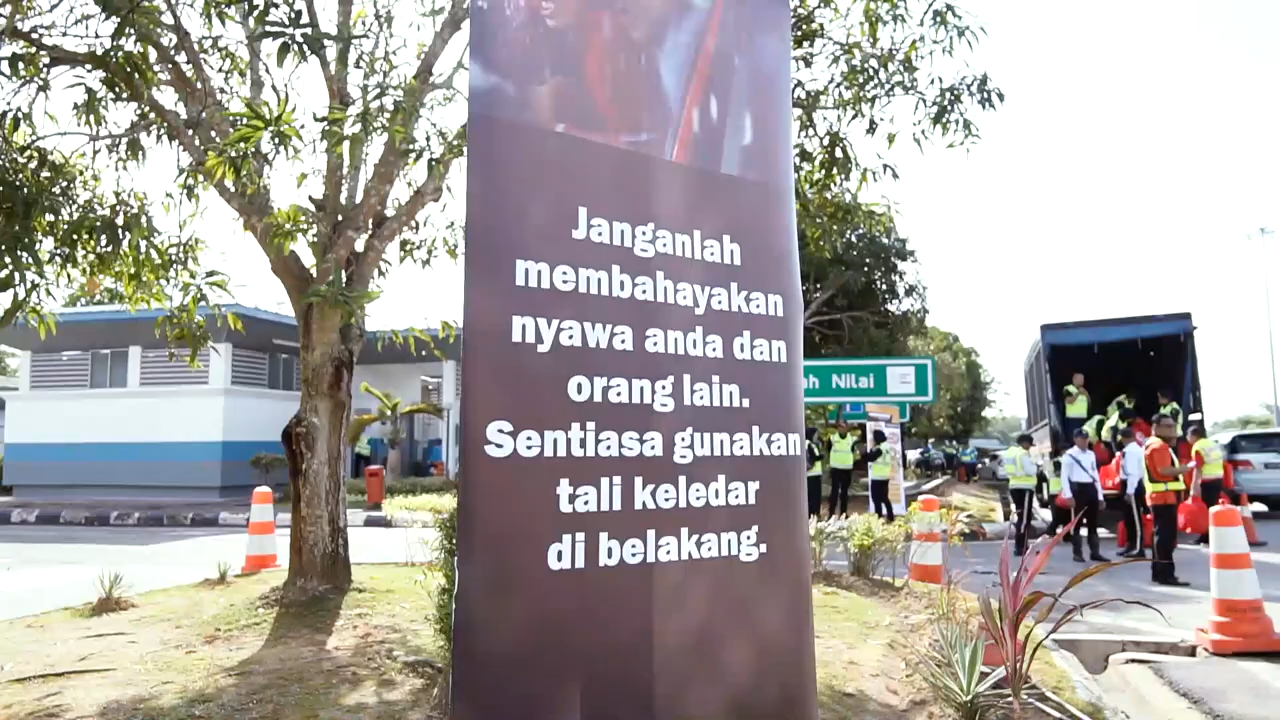 Janganlah
membahayakan
nyawa anda dan
orang lain.
Sentiasa gunakan
tali keledar
di belakang.
ah Nilai